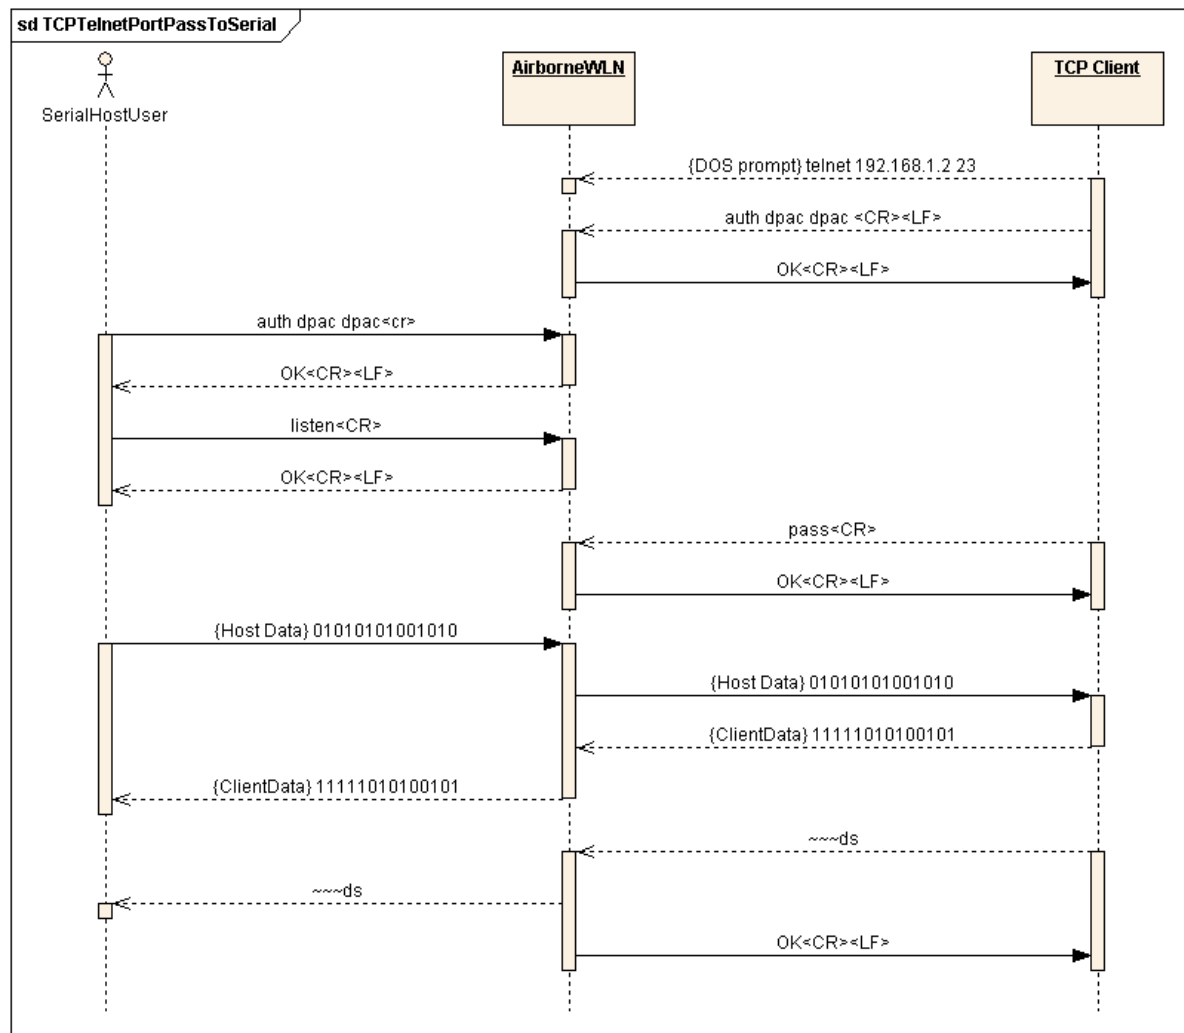 sd TCPTelnetPortPassToSerial
SerialHostUser
AirborneWLN
TCP Client
{DOS prompt} telnet 192.168.1.2 23
auth dpac dpac <CR><LF>
OK<CR><LF>
auth dpac dpac<cr>
OK<CR><LF>
listen<CR>
OK<CR><LF>
pass<CR>
OK<CR><LF>
{Host Data} 01010101001010
{Host Data} 01010101001010
{ClientData} 11111010100101
{ClientData} 11111010100101
~~~ds
~~~ds
OK<CR><LF>